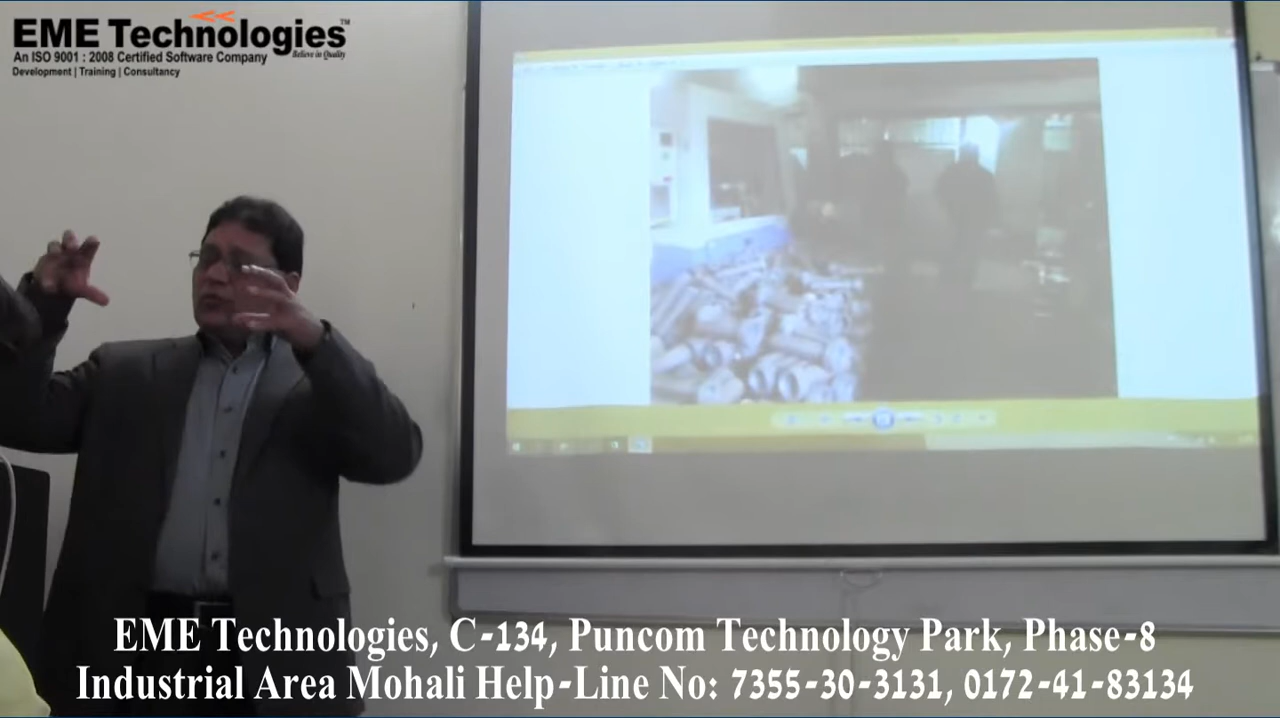 EME Technologies™
An ISO 9001 : 2008 Certified Software Company Believe in Quality
Development | Training | Consultancy
EME Technologies, C-134, Puncom Technology Park, Phase-8
Industrial Area Mohali Help-Line No: 7355-30-3131, 0172-41-83134